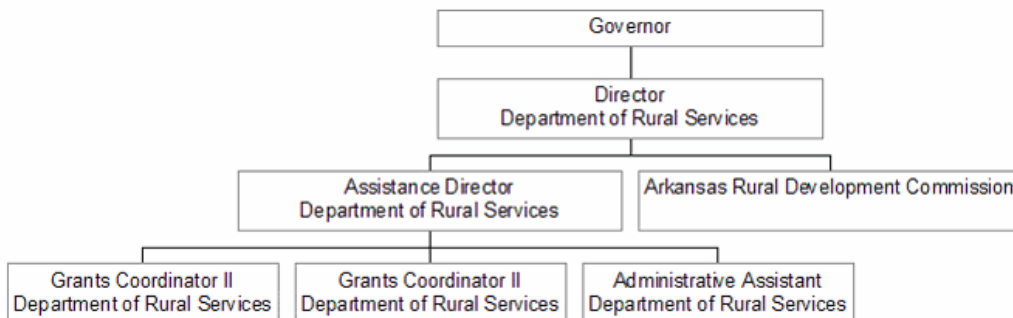 Governor
Director
Department of Rural Services
Assistance Director
Department of Rural Services
Arkansas Rural Development Commission
Grants Coordinator II
Department of Rural Services
Grants Coordinator II
Department of Rural Services
Administrative Assistant
Department of Rural Services